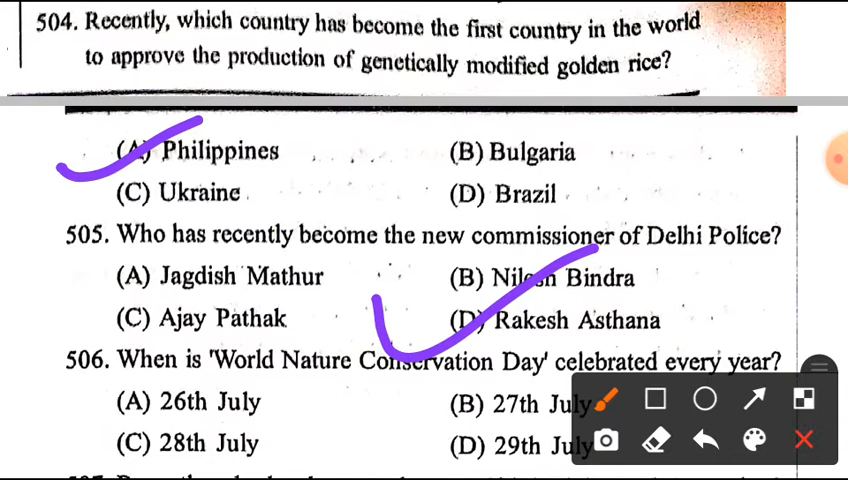 504. Recently, which country has become the first country in the world
to approve the production of genetically modified golden rice?
(A) Philippines (B) Bulgaria
(C) Ukraine (D) Brazil
505. Who has recently become the new commissioner of Delhi Police?
(A) Jagdish Mathur (B) Nilesh Bindra
(C) Ajay Pathak (D) Rakesh Asthana
506. When is 'World Nature Conservation Day' celebrated every year?
(A) 26th July (B) 27th July
(C) 28th July (D) 29th July